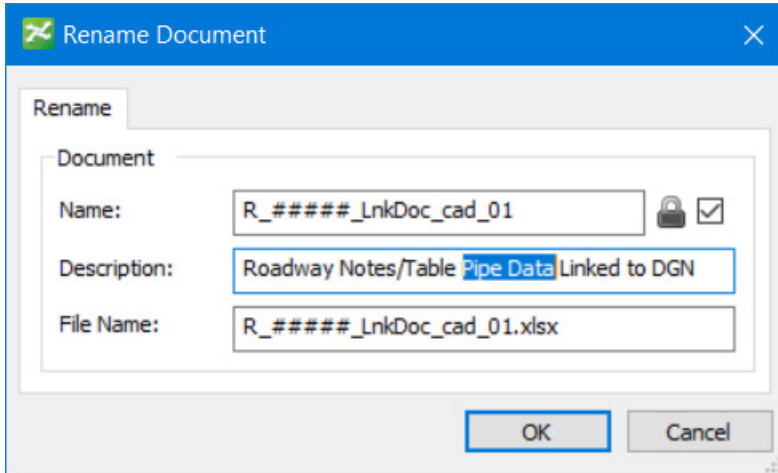 Rename Document
Rename
Document
Name: R_#####_LnkDoc_cad_01
Description: Roadway Notes/Table Pipe Data Linked to DGN
File Name: R_#####_LnkDoc_cad_01.xlsx
OK Cancel